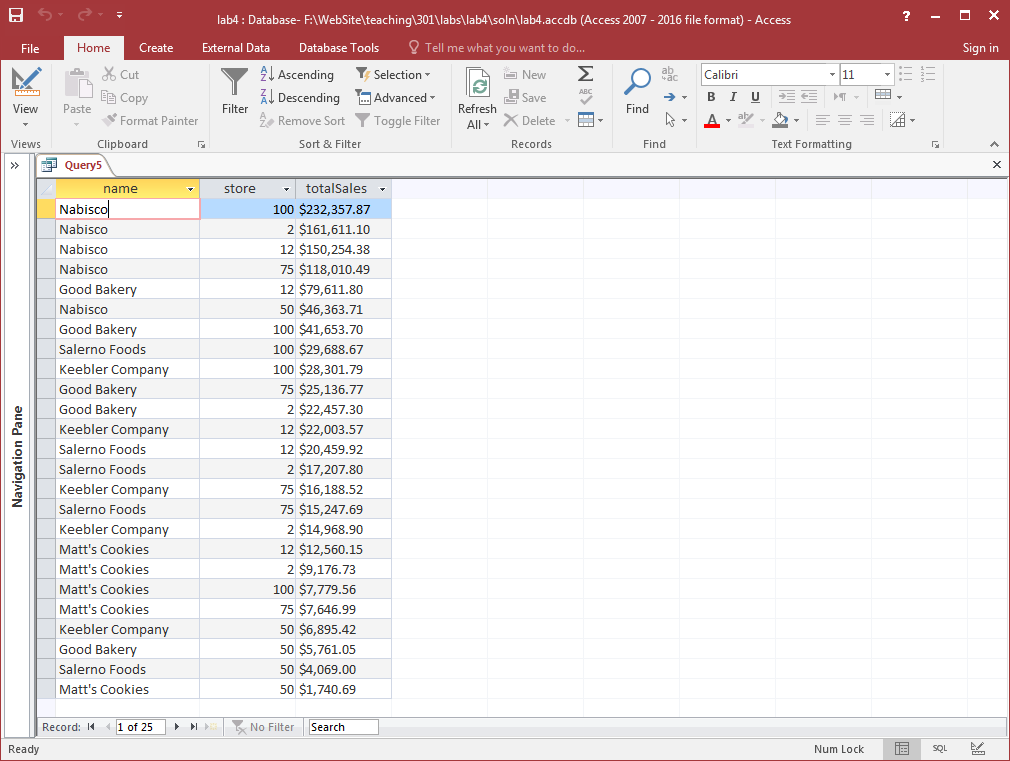 lab4 : Database- F:\WebSite\teaching\301\labs\lab4\soln\lab4.accdb (Access 2007 - 2016 file format) - Access ?
File Home Create External Data Database Tools Tell me what you want to do... Sign in
View Paste Cut Copy Format Painter
Filter Ascending Descending Remove Sort Selection Advanced Toggle Filter
Refresh All New Save Delete Σ ABC
Find ab ac
Calibri 11
B I U A ab
Views Clipboard Sort & Filter Records Find Text Formatting
» Query5
name store totalSales
Nabisco 100 $232,357.87
Nabisco 2 $161,611.10
Nabisco 12 $150,254.38
Nabisco 75 $118,010.49
Good Bakery 12 $79,611.80
Nabisco 50 $46,363.71
Good Bakery 100 $41,653.70
Salerno Foods 100 $29,688.67
Keebler Company 100 $28,301.79
Good Bakery 75 $25,136.77
Good Bakery 2 $22,457.30
Keebler Company 12 $22,003.57
Salerno Foods 12 $20,459.92
Salerno Foods 2 $17,207.80
Keebler Company 75 $16,188.52
Salerno Foods 75 $15,247.69
Keebler Company 2 $14,968.90
Matt's Cookies 12 $12,560.15
Matt's Cookies 2 $9,176.73
Matt's Cookies 100 $7,779.56
Matt's Cookies 75 $7,646.99
Keebler Company 50 $6,895.42
Good Bakery 50 $5,761.05
Salerno Foods 50 $4,069.00
Matt's Cookies 50 $1,740.69
Navigation Pane
Record: 1 of 25 No Filter Search
Ready Num Lock SQL